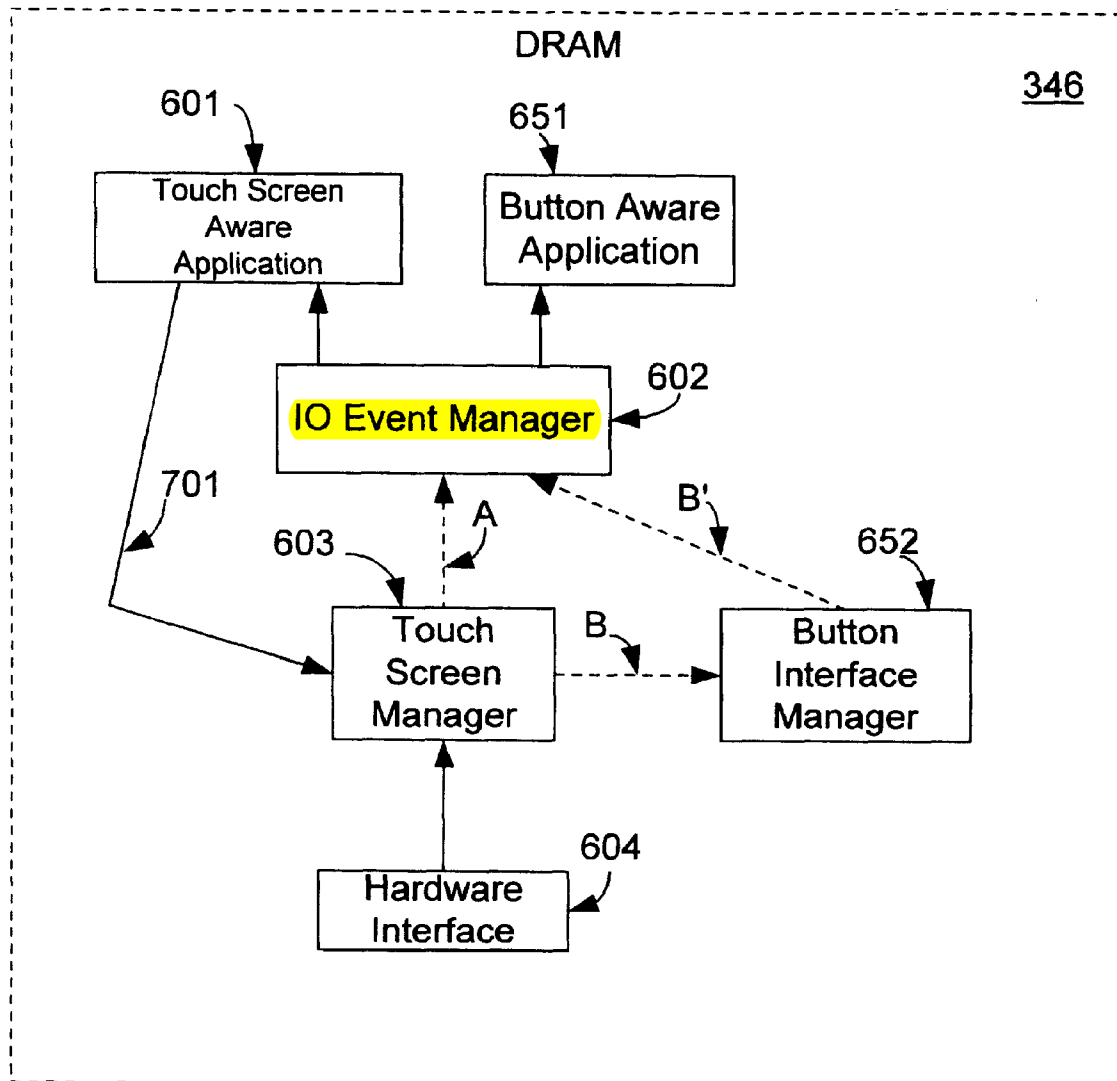 DRAM
346
601
651
Touch Screen
Aware
Application
Button Aware
Application
602
IO Event Manager
701
A
B'
603
652
Touch
Screen
Manager
B
Button
Interface
Manager
604
Hardware
Interface